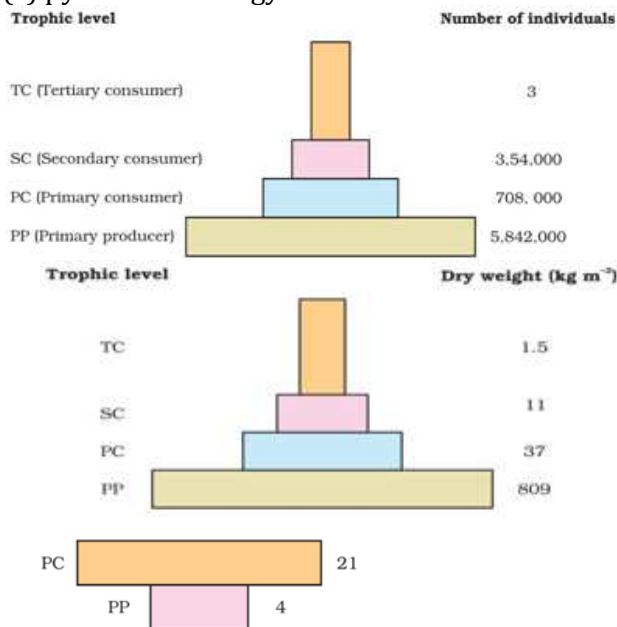 Trophic level Number of individuals
TC (Tertiary consumer) 3
SC (Secondary consumer) 3,54,000
PC (Primary consumer) 708, 000
PP (Primary producer) 5,842,000
Trophic level Dry weight (kg m⁻²)
TC 1.5
SC 11
PC 37
PP 809
PC 21
PP 4